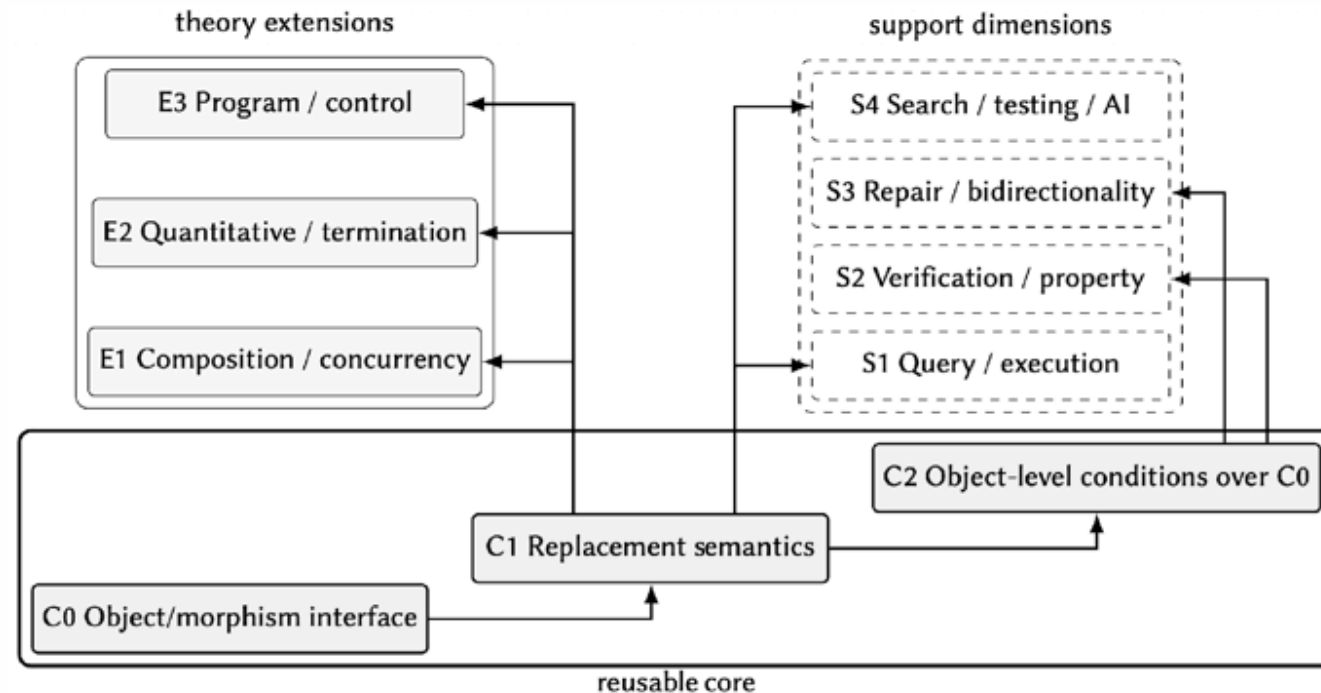 theory extensions
E3 Program / control
E2 Quantitative / termination
E1 Composition / concurrency
support dimensions
S4 Search / testing / AI
S3 Repair / bidirectionality
S2 Verification / property
S1 Query / execution
C2 Object-level conditions over C0
C1 Replacement semantics
C0 Object/morphism interface
reusable core